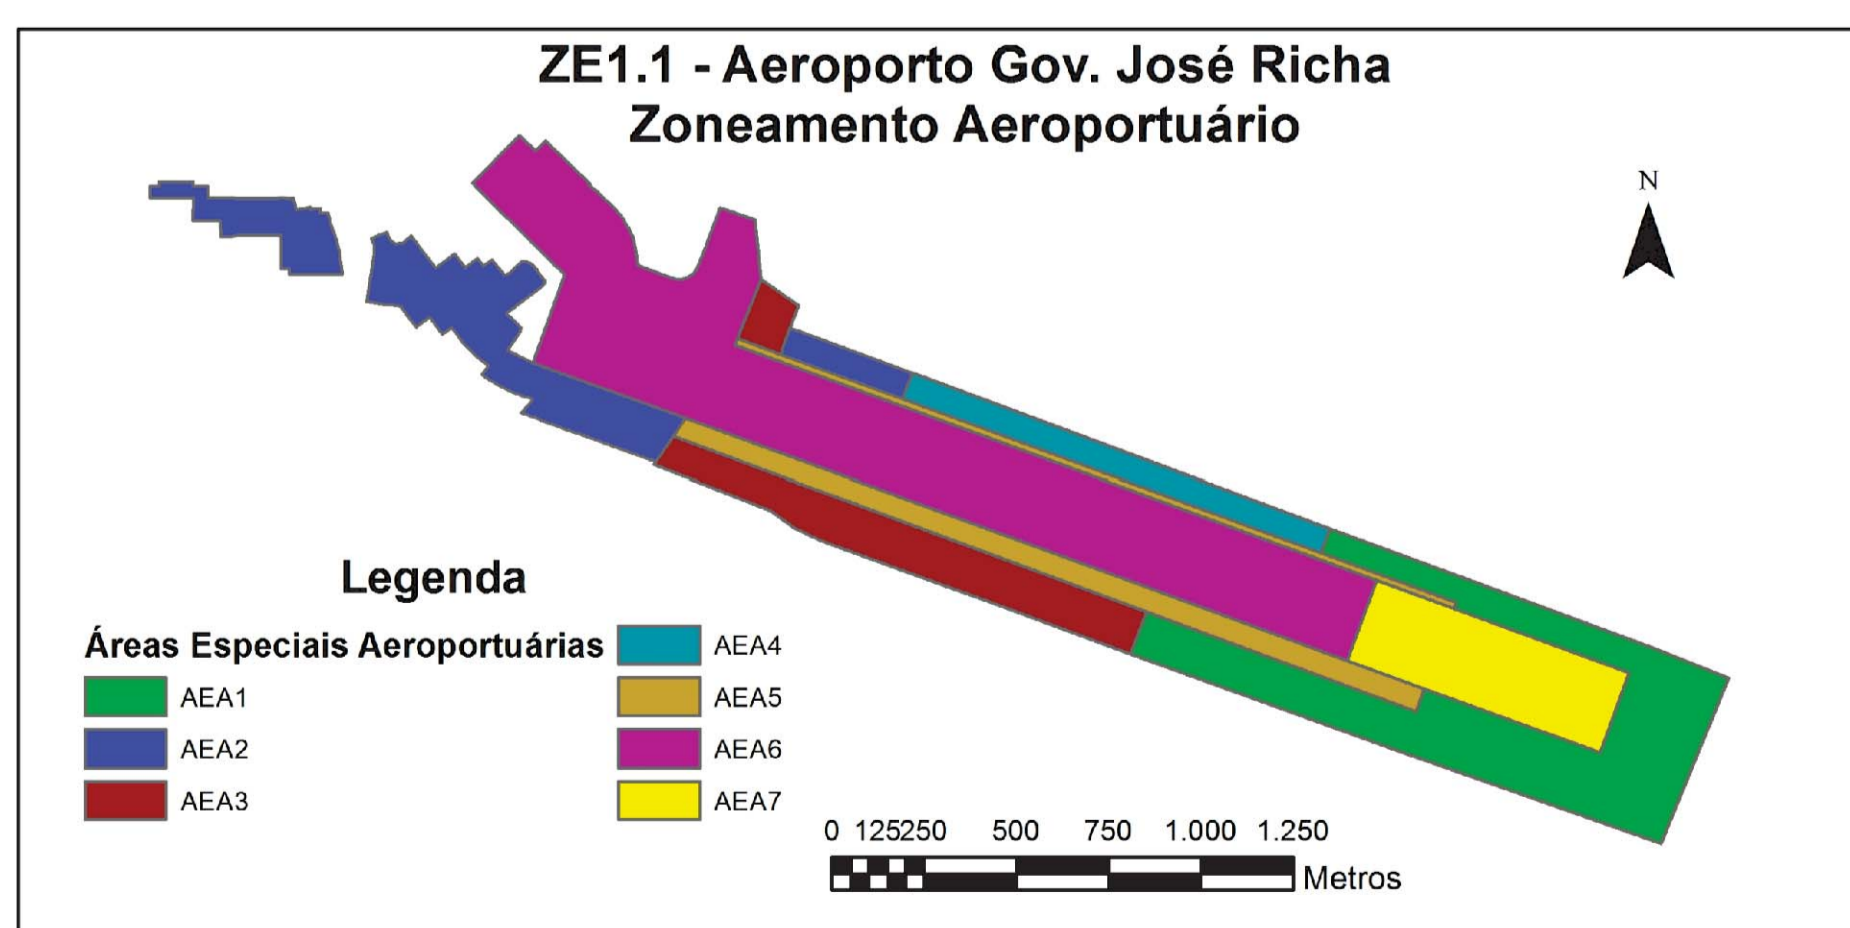 ZE1.1 - Aeroporto Gov. José Richa
Zoneamento Aeroportuário
N
Legenda
Áreas Especiais Aeroportuárias
AEA1
AEA2
AEA3
AEA4
AEA5
AEA6
AEA7
0 125250 500 750 1.000 1.250
Metros